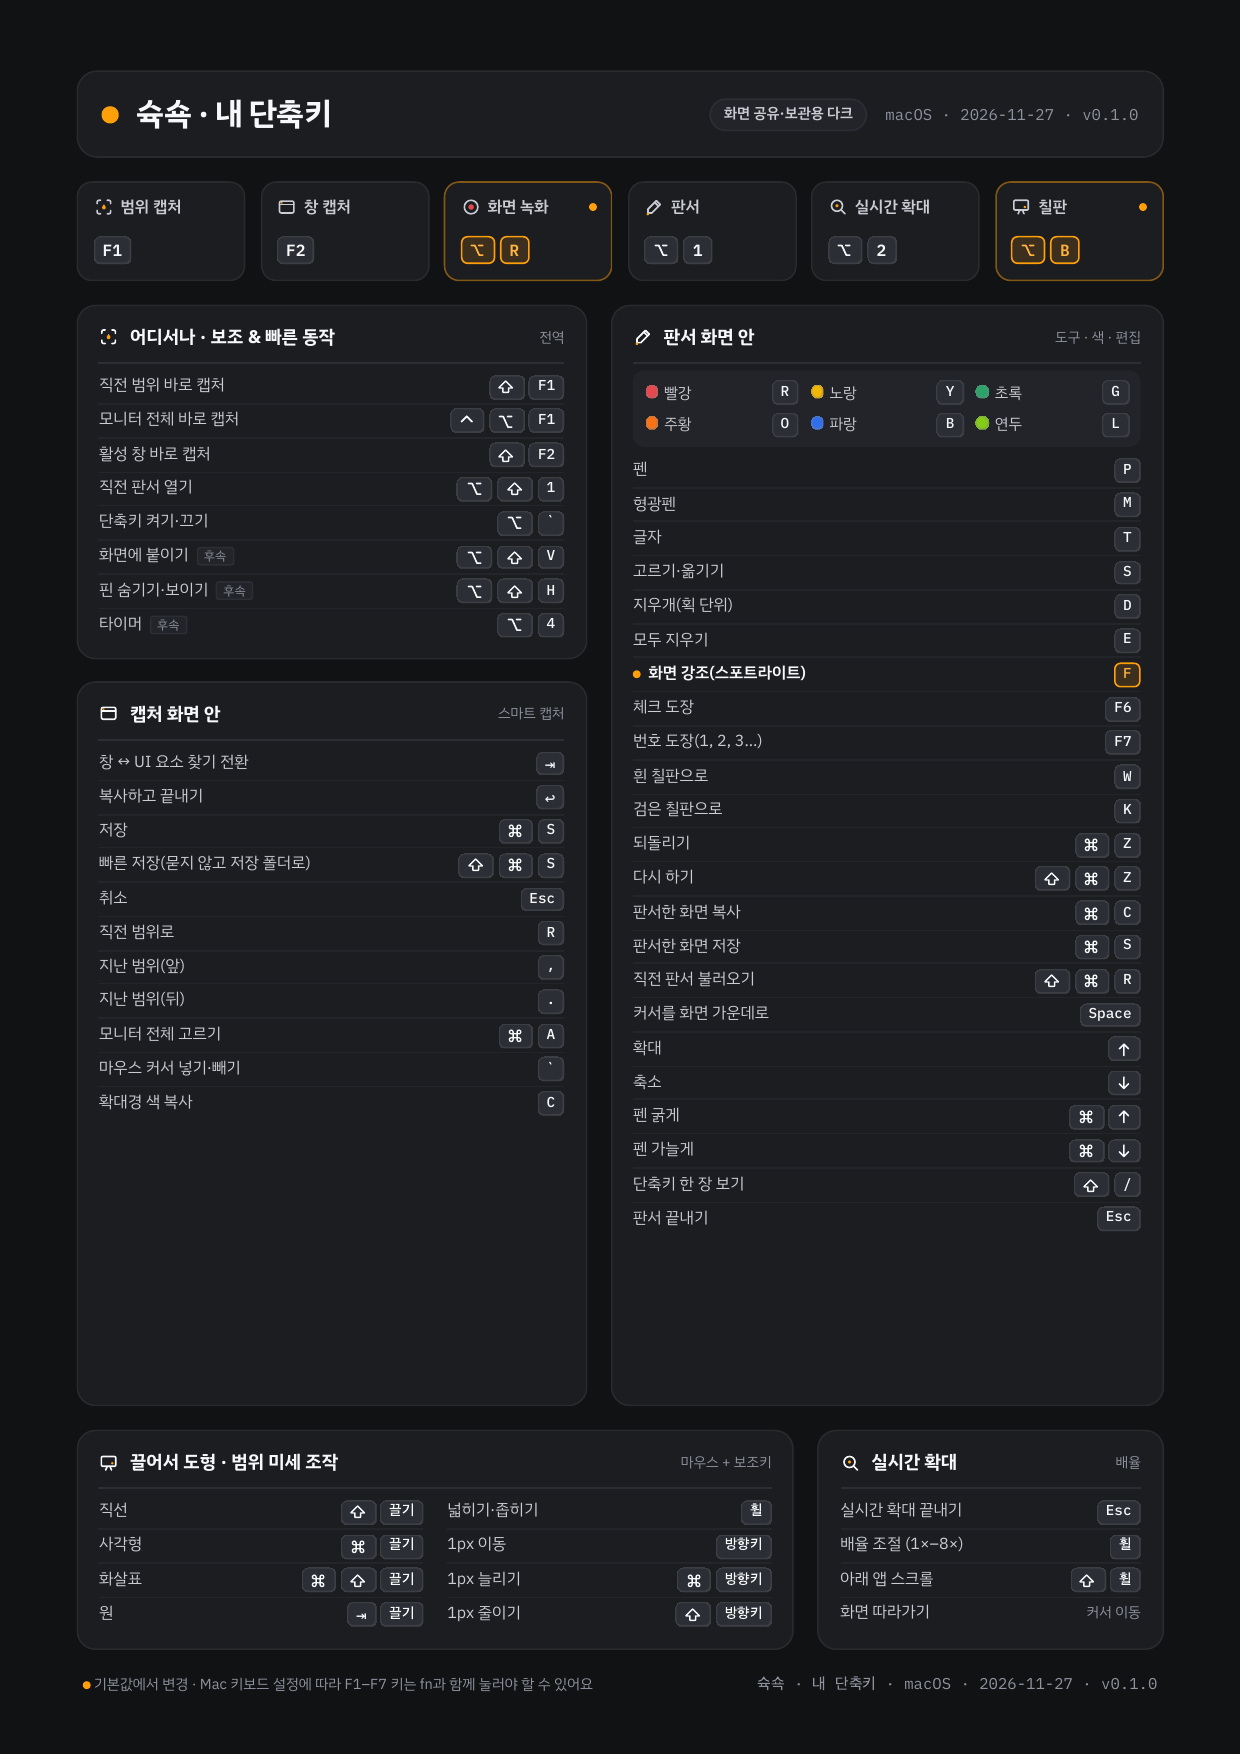 슉쇽 · 내 단축키
화면 공유·보관용 다크
macOS · 2026-11-27 · v0.1.0
범위 캡처
F1
창 캡처
F2
화면 녹화
⌥ R
판서
⌥ 1
실시간 확대
⌥ 2
칠판
⌥ B
어디서나 · 보조 & 빠른 동작 전역
직전 범위 바로 캡처 ⇧ F1
모니터 전체 바로 캡처 ^ ⌥ F1
활성 창 바로 캡처 ⇧ F2
직전 판서 열기 ⌥ ⇧ 1
단축키 켜기·끄기 ⌥ `
화면에 붙이기 후속 ⌥ ⇧ V
핀 숨기기·보이기 후속 ⌥ ⇧ H
타이머 후속 ⌥ 4
캡처 화면 안 스마트 캡처
창 ↔ UI 요소 찾기 전환 ⇥
복사하고 끝내기 ↩
저장 ⌘ S
빠른 저장(묻지 않고 저장 폴더로) ⇧ ⌘ S
취소 Esc
직전 범위로 R
지난 범위(앞) ,
지난 범위(뒤) .
모니터 전체 고르기 ⌘ A
마우스 커서 넣기·빼기 `
확대경 색 복사 C
판서 화면 안 도구 · 색 · 편집
빨강 R 노랑 Y 초록 G
주황 O 파랑 B 연두 L
펜 P
형광펜 M
글자 T
고르기·옮기기 S
지우개(획 단위) D
모두 지우기 E
화면 강조(스포트라이트) F
체크 도장 F6
번호 도장(1, 2, 3…) F7
흰 칠판으로 W
검은 칠판으로 K
되돌리기 ⌘ Z
다시 하기 ⇧ ⌘ Z
판서한 화면 복사 ⌘ C
판서한 화면 저장 ⌘ S
직전 판서 불러오기 ⇧ ⌘ R
커서를 화면 가운데로 Space
확대 ↑
축소 ↓
펜 굵게 ⌘ ↑
펜 가늘게 ⌘ ↓
단축키 한 장 보기 ⇧ /
판서 끝내기 Esc
끌어서 도형 · 범위 미세 조작 마우스 + 보조키
직선 ⇧ 끌기
사각형 ⌘ 끌기
화살표 ⌘ ⇧ 끌기
원 ⇥ 끌기
넓히기·좁히기 휠
1px 이동 방향키
1px 늘리기 ⌘ 방향키
1px 줄이기 ⇧ 방향키
실시간 확대 배율
실시간 확대 끝내기 Esc
배율 조절 (1×–8×) 휠
아래 앱 스크롤 ⇧ 휠
화면 따라가기 커서 이동
기본값에서 변경 · Mac 키보드 설정에 따라 F1–F7 키는 fn과 함께 눌러야 할 수 있어요
슉쇽 · 내 단축키 · macOS · 2026-11-27 · v0.1.0